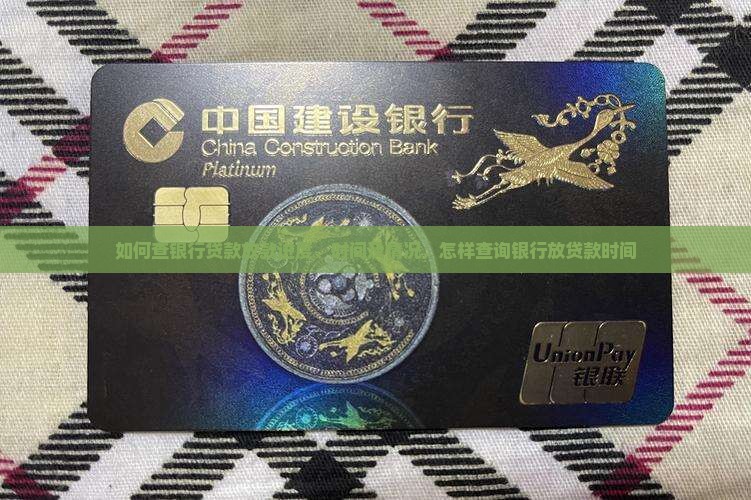 中国建设银行
China Construction Bank
Platinum
如何查银行贷款 怎样查询银行放贷款时间
UnionPay
银联